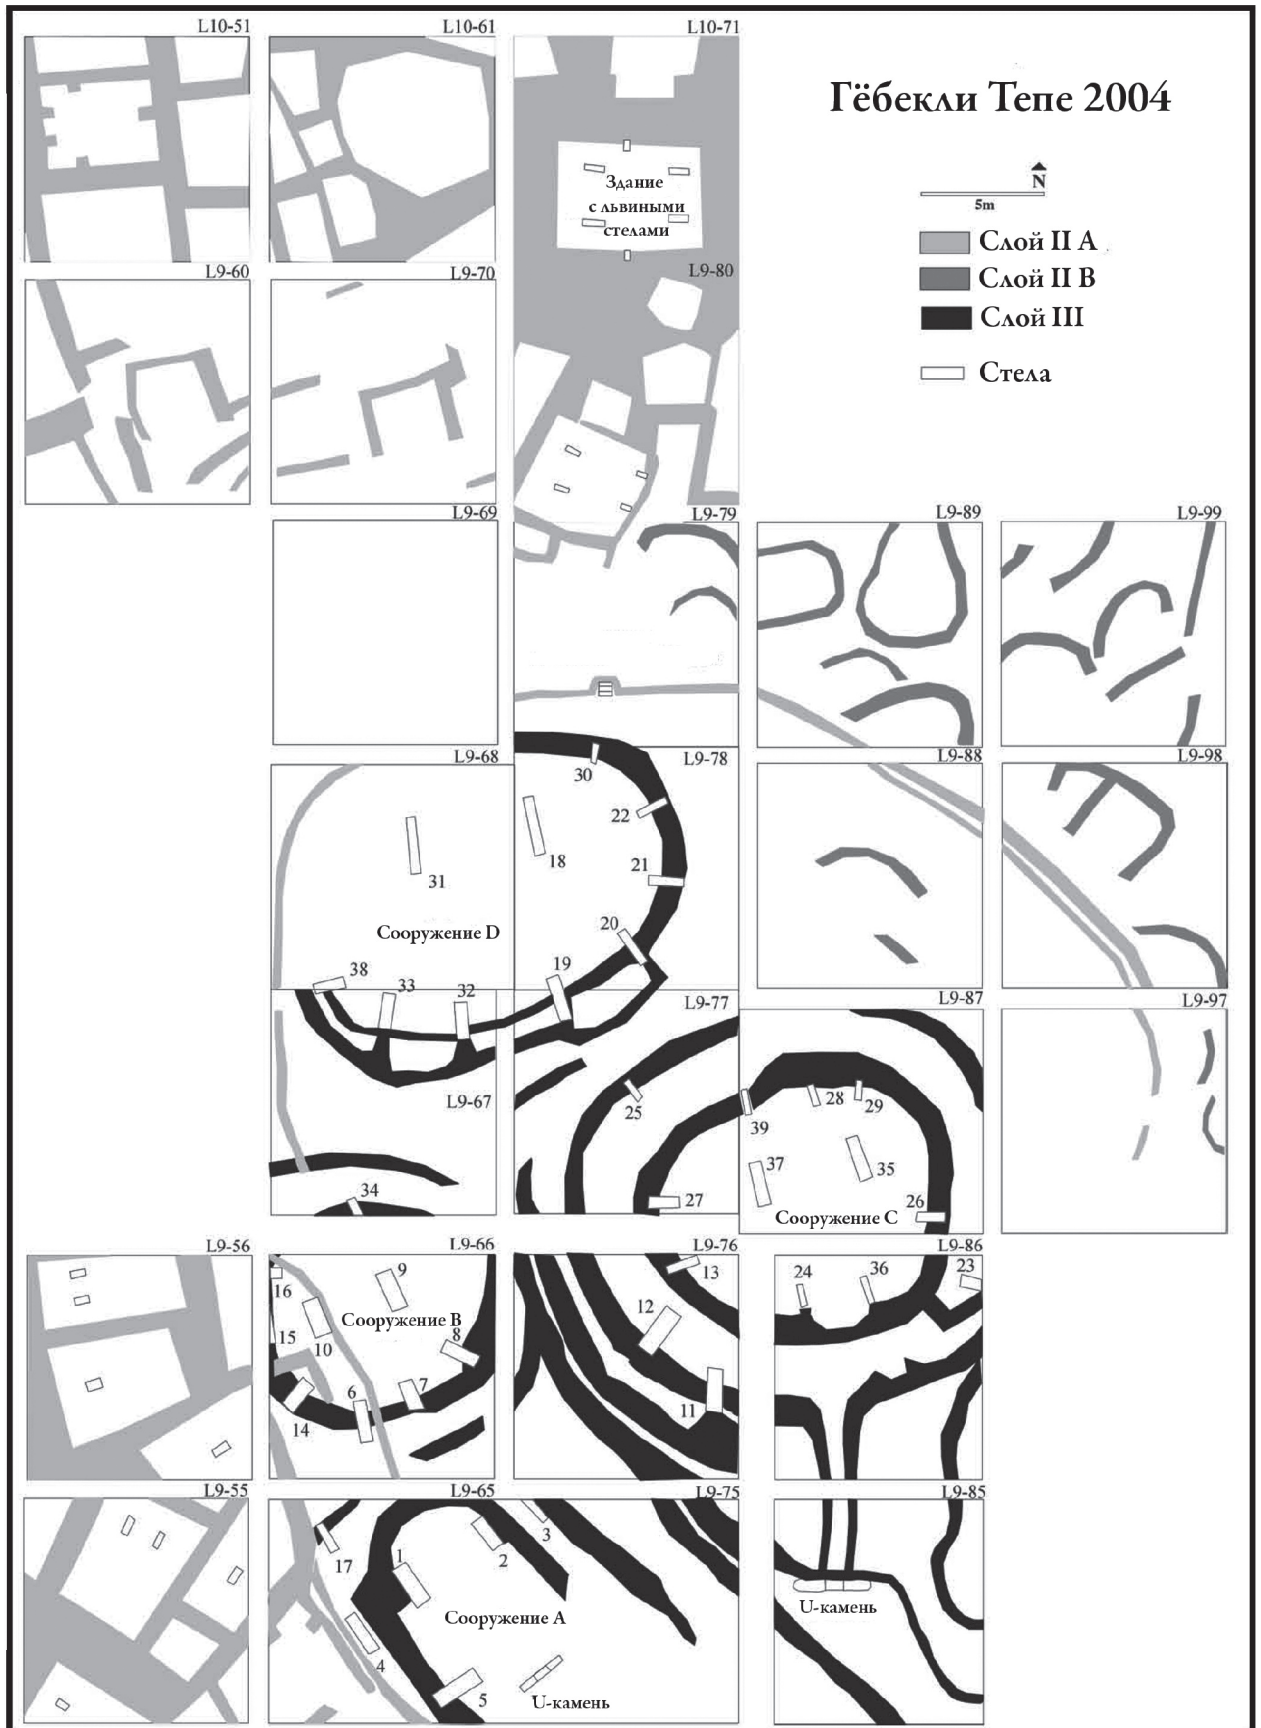 L10-51
L10-61
L10-71
Гёбекли Тепе 2004
N
5m
Слой II A
Слой II B
Слой III
Стела
Здание
с львиными
стелами
L9-60
L9-70
L9-80
L9-69
L9-79
L9-89
L9-99
L9-68
L9-78
L9-88
L9-98
30
22
18
21
31
20
Сооружение D
19
38
33
32
L9-77
L9-87
L9-97
L9-67
25
39
28
29
37
35
34
27
26
Сооружение C
L9-56
L9-66
L9-76
L9-86
16
9
13
24
36
23
12
Сооружение B
15
10
8
7
6
14
11
L9-55
L9-65
L9-75
L9-85
17
1
2
3
Сооружение A
U-камень
4
5
U-камень